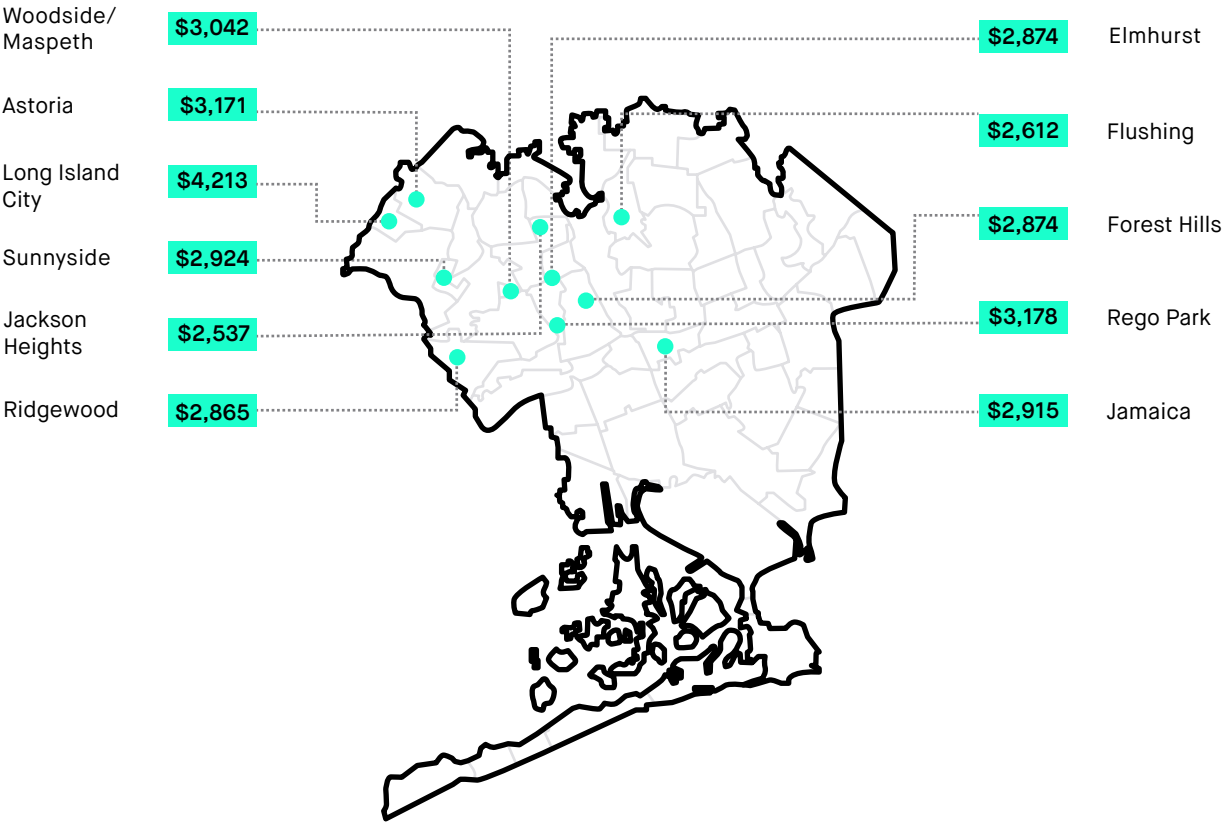 Woodside/
Maspeth
$3,042
Astoria
$3,171
Long Island
City
$4,213
Sunnyside
$2,924
Jackson
Heights
$2,537
Ridgewood
$2,865
$2,874
Elmhurst
$2,612
Flushing
$2,874
Forest Hills
$3,178
Rego Park
$2,915
Jamaica